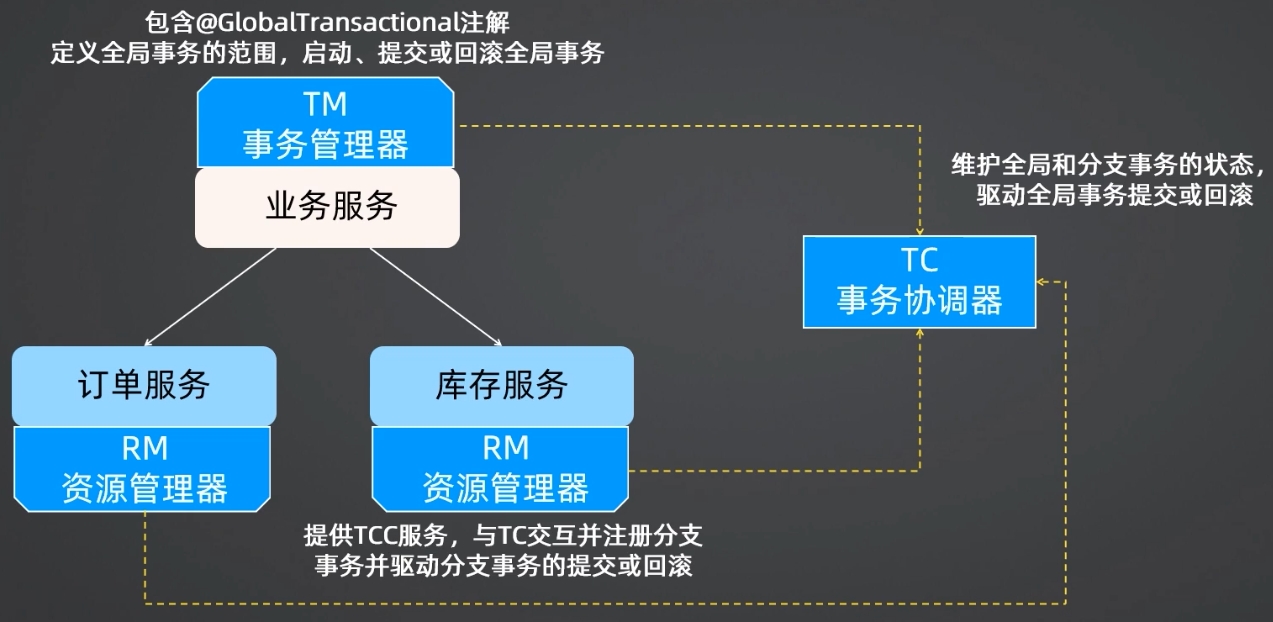 包含@GlobalTransactional注解
定义全局事务的范围，启动、提交或回滚全局事务
TM
事务管理器
业务服务
维护全局和分支事务的状态，
驱动全局事务提交或回滚
TC
事务协调器
订单服务
RM
资源管理器
库存服务
RM
资源管理器
提供TCC服务，与TC交互并注册分支
事务并驱动分支事务的提交或回滚